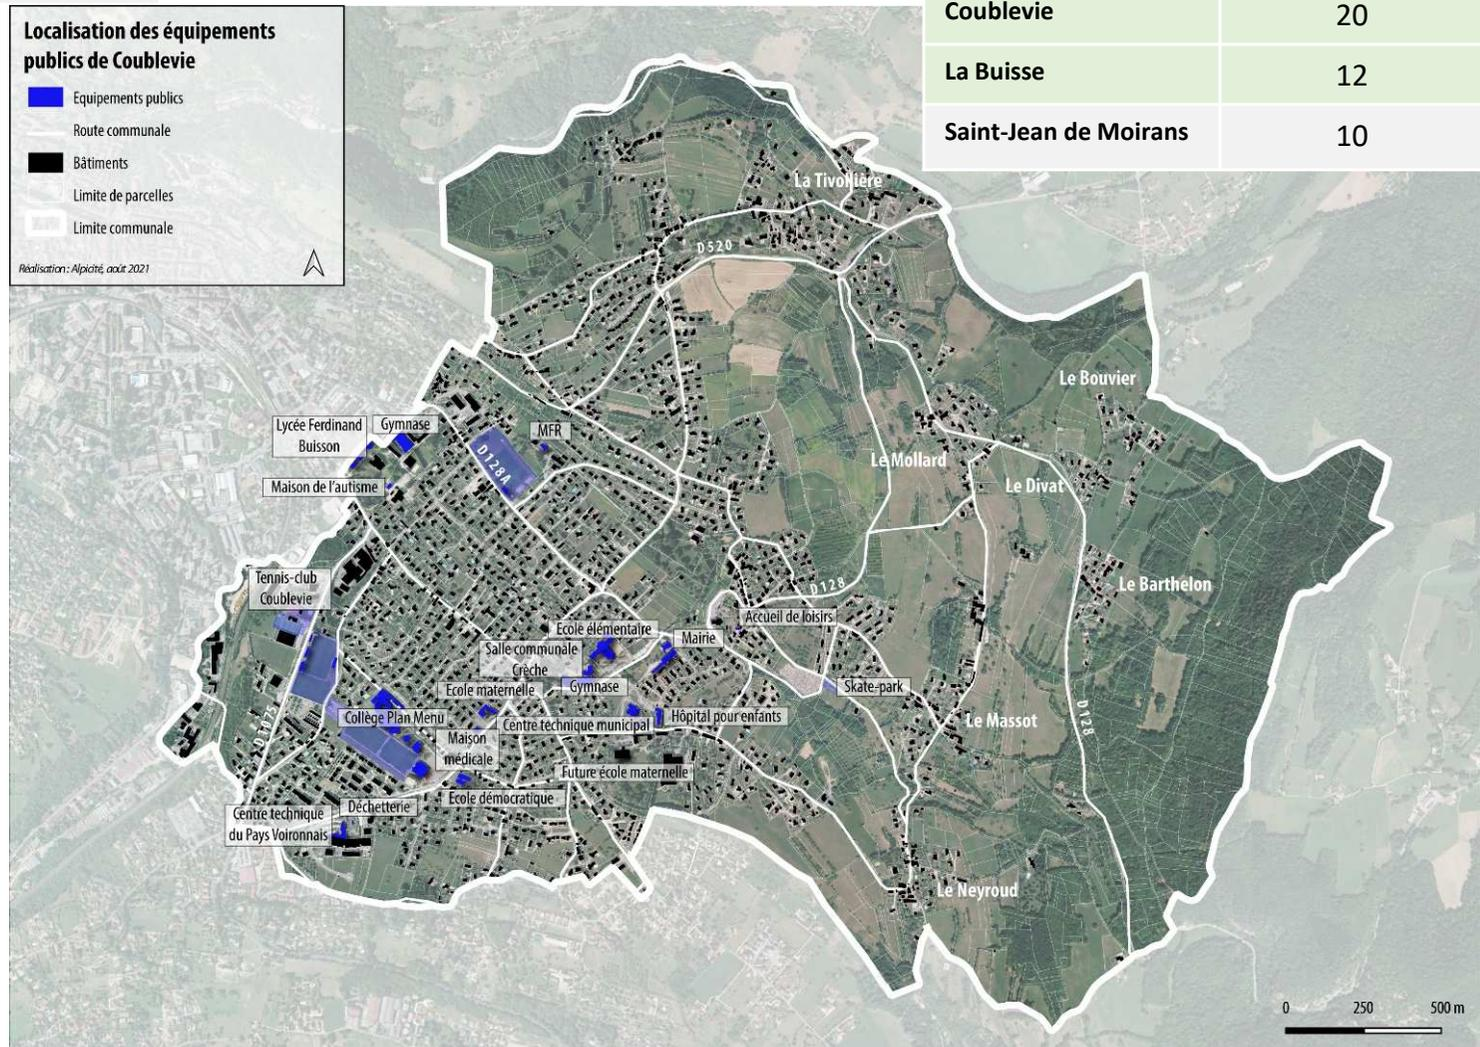 Localisation des équipements
publics de Coublevie
Equipements publics
Route communale
Bâtiments
Limite de parcelles
Limite communale
Réalisation : Alpicité, août 2021
Coublevie 20
La Buisse 12
Saint-Jean de Moirans 10
La Tivollière
D520
Le Bouvier
Lycée Ferdinand
Buisson
Gymnase
MFR
D128A
Maison de l'autisme
Le Mollard
Le Divat
Tennis-club
Coublevie
D128
Le Barthelon
Accueil de loisirs
Ecole élémentaire
Mairie
Salle communale
Crèche
Gymnase
Skate-park
Ecole maternelle
Collège Plan Menu
Centre technique municipal
Hôpital pour enfants
Le Massot
D128
D1075
Maison
médicale
Future école maternelle
Ecole démocratique
Déchetterie
Centre technique
du Pays Voironnais
Le Neyroud
0 250 500 m